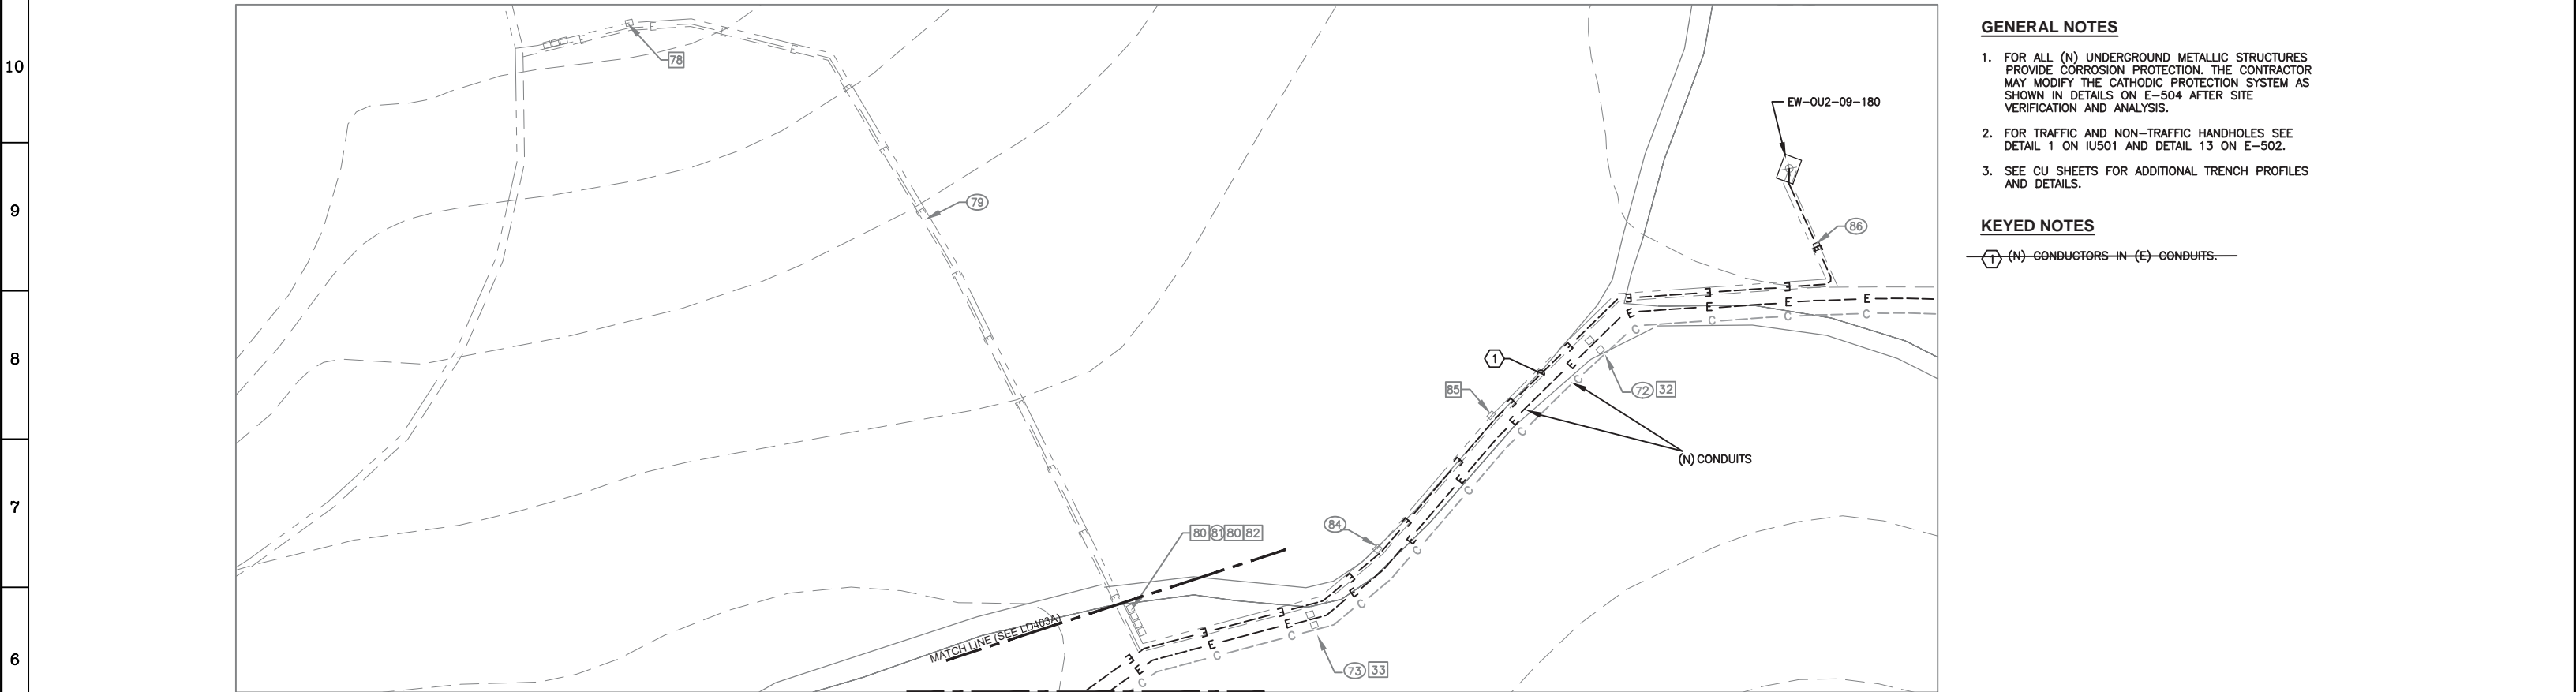 10
9
8
7
6
78
79
EW-OU2-09-180
86
1
85
72 32
(N) CONDUITS
84
80 81 80 82
73 33
MATCH LINE (SEE LD403A)
E E E E
E E E E
C C C C
GENERAL NOTES
1. FOR ALL (N) UNDERGROUND METALLIC STRUCTURES
PROVIDE CORROSION PROTECTION. THE CONTRACTOR
MAY MODIFY THE CATHODIC PROTECTION SYSTEM AS
SHOWN IN DETAILS ON E-504 AFTER SITE
VERIFICATION AND ANALYSIS.
2. FOR TRAFFIC AND NON-TRAFFIC HANDHOLES SEE
DETAIL 1 ON IU501 AND DETAIL 13 ON E-502.
3. SEE CU SHEETS FOR ADDITIONAL TRENCH PROFILES
AND DETAILS.
KEYED NOTES
1 (N) CONDUCTORS IN (E) CONDUITS.